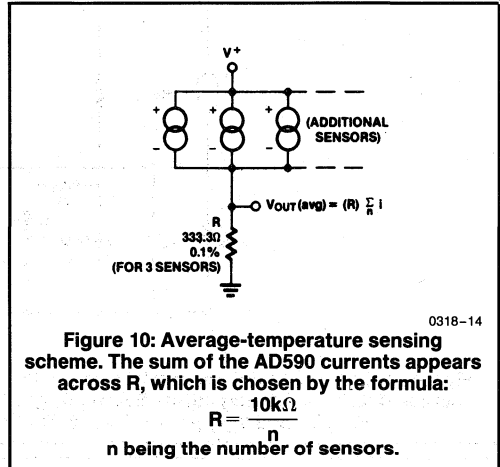 V+
+ + +
(ADDITIONAL
SENSORS)
− − −
VOUT (avg) = (R) Σ i
n
R
333.3Ω
0.1%
(FOR 3 SENSORS)
0318–14
Figure 10: Average-temperature sensing
scheme. The sum of the AD590 currents appears
across R, which is chosen by the formula:
R = 10kΩ
n
n being the number of sensors.